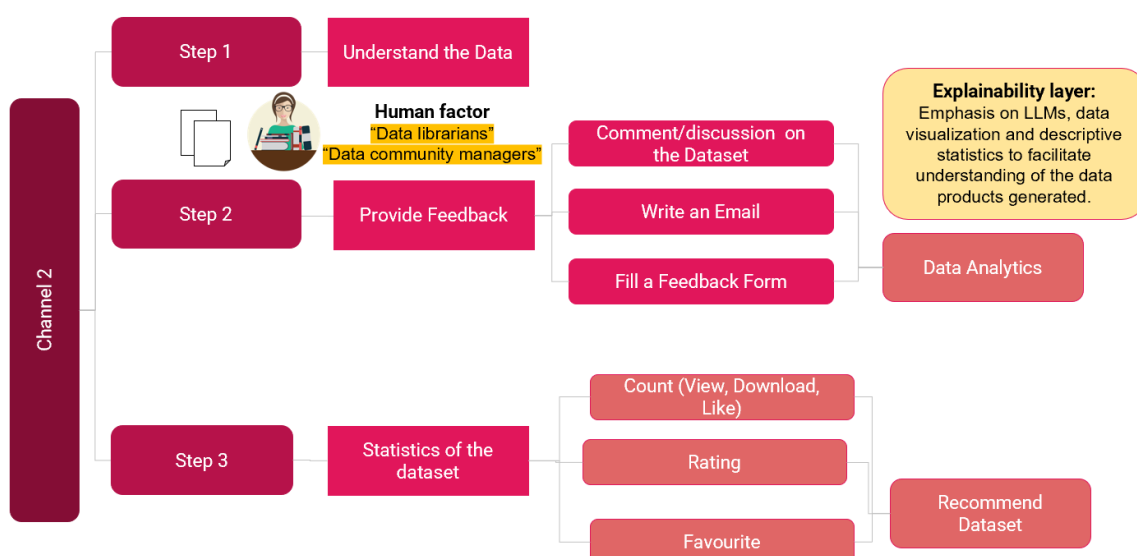 Channel 2
Step 1
Understand the Data
Human factor
“Data librarians”
“Data community managers”
Step 2
Provide Feedback
Comment/discussion on
the Dataset
Write an Email
Fill a Feedback Form
Explainability layer:
Emphasis on LLMs, data
visualization and descriptive
statistics to facilitate
understanding of the data
products generated.
Data Analytics
Step 3
Statistics of the
dataset
Count (View, Download,
Like)
Rating
Favourite
Recommend
Dataset